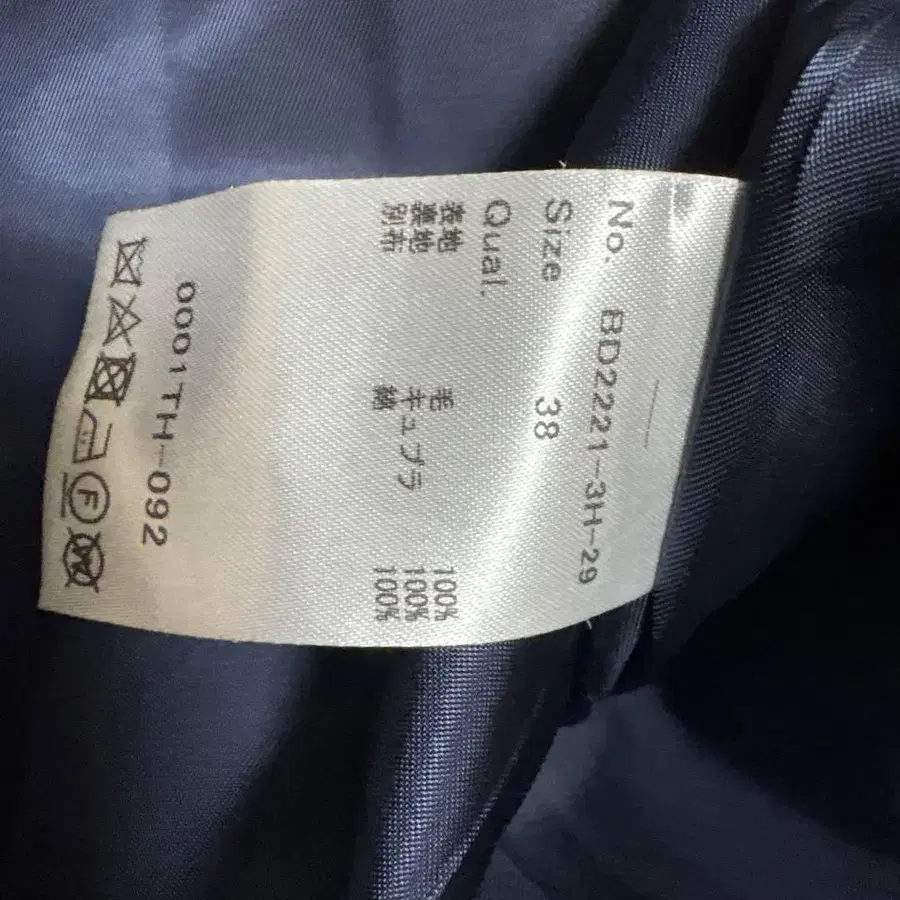 No. BD2221-3H-29
Size 38
Qual.
表地 毛 100%
裏地 キュプラ 100%
別布 綿 100%
0001TH-092
F
W